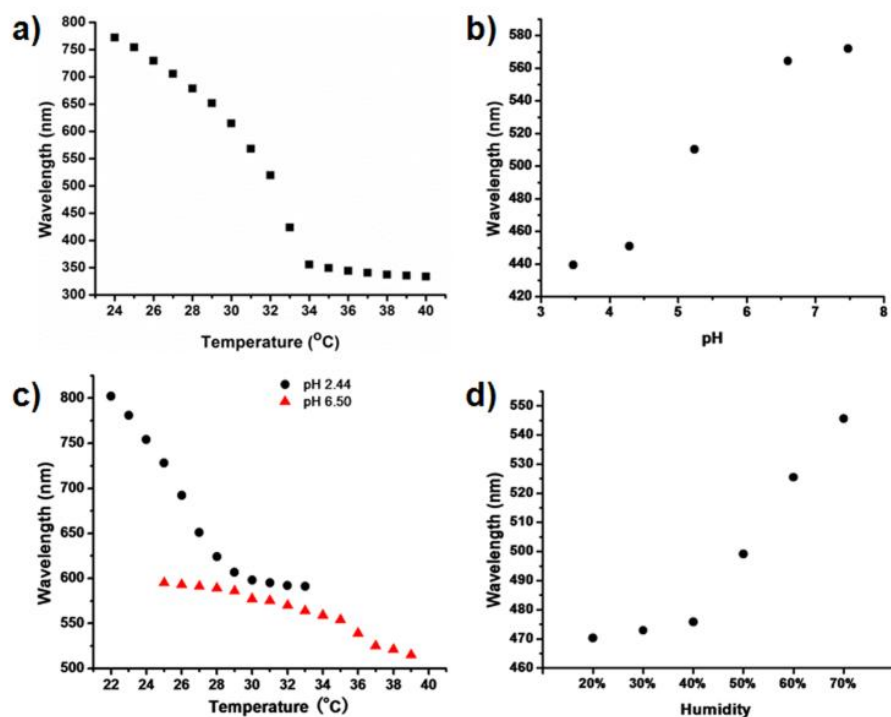 a)
Wavelength (nm)
800
750
700
650
600
550
500
450
400
350
300
24 26 28 30 32 34 36 38 40
Temperature (°C)
b)
Wavelength (nm)
580
560
540
520
500
480
460
440
420
3 4 5 6 7 8
pH
c)
pH 2.44
pH 6.50
Wavelength (nm)
800
750
700
650
600
550
500
22 24 26 28 30 32 34 36 38 40
Temperature (°C)
d)
Wavelength (nm)
550
540
530
520
510
500
490
480
470
460
20% 30% 40% 50% 60% 70%
Humidity